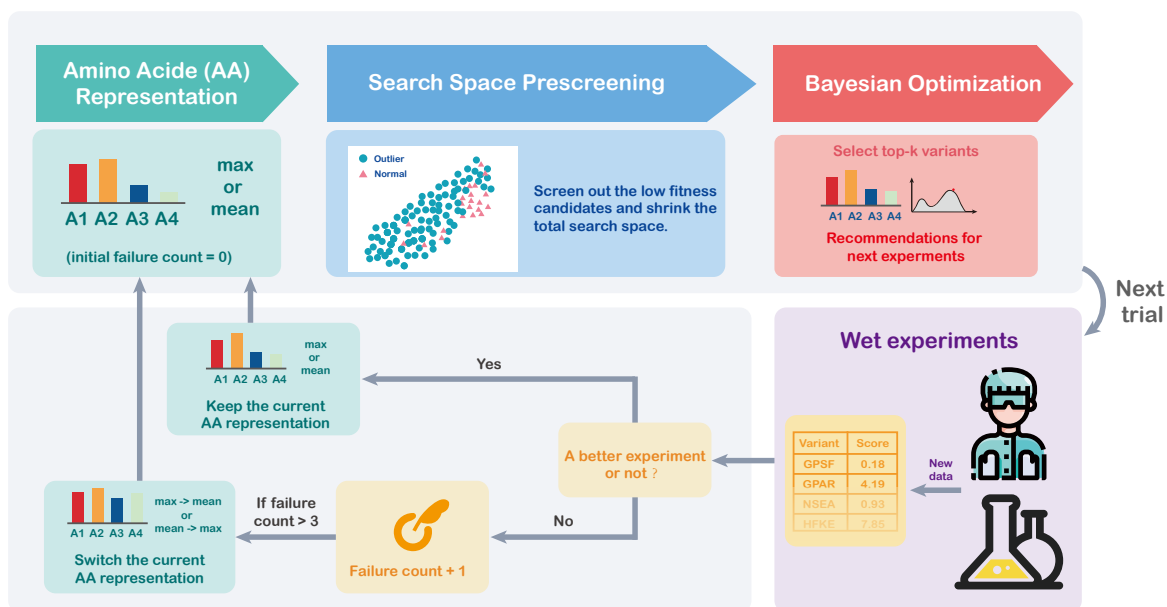 Amino Acide (AA)
Representation
Search Space Prescreening
Bayesian Optimization
max
or
mean
A1 A2 A3 A4
(initial failure count = 0)
Outlier
Normal
Screen out the low fitness
candidates and shrink the
total search space.
Select top-k variants
A1 A2 A3 A4
Recommendations for
next experments
Next
trial
Wet experiments
New
data
Variant Score
GPSF 0.18
GPAR 4.19
NSEA 0.93
HFKE 7.85
A better experiment
or not ?
Yes
max
or
mean
A1 A2 A3 A4
Keep the current
AA representation
No
Failure count + 1
If failure
count > 3
max -> mean
or
mean -> max
A1 A2 A3 A4
Switch the current
AA representation